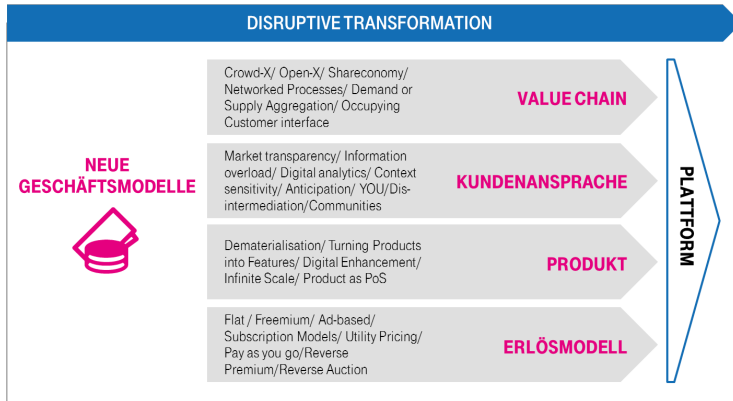 DISRUPTIVE TRANSFORMATION
NEUE
GESCHÄFTSMODELLE
Crowd-X/ Open-X/ Shareconomy/
Networked Processes/ Demand or
Supply Aggregation/ Occupying
Customer interface
VALUE CHAIN
Market transparency/ Information
overload/ Digital analytics/ Context
sensitivity/ Anticipation/ YOU/Dis-
intermediation/Communities
KUNDENANSPRACHE
Dematerialisation/ Turning Products
into Features/ Digital Enhancement/
Infinite Scale/ Product as PoS
PRODUKT
Flat / Freemium/ Ad-based/
Subscription Models/ Utility Pricing/
Pay as you go/Reverse
Premium/Reverse Auction
ERLÖSMODELL
PLATTFORM